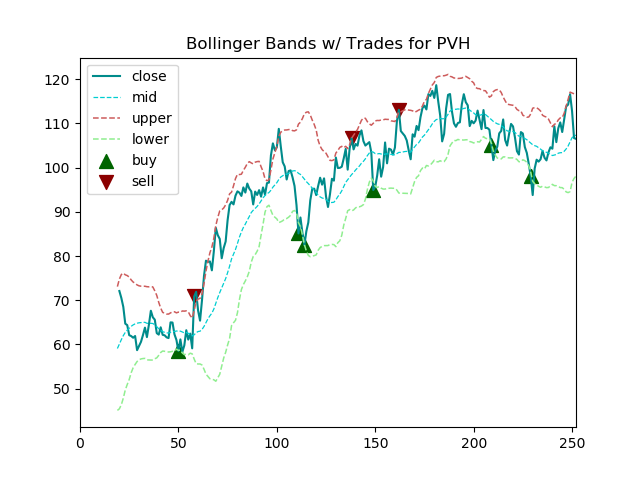 Bollinger Bands w/ Trades for PVH
close
mid
upper
lower
buy
sell
120
110
100
90
80
70
60
50
0 50 100 150 200 250